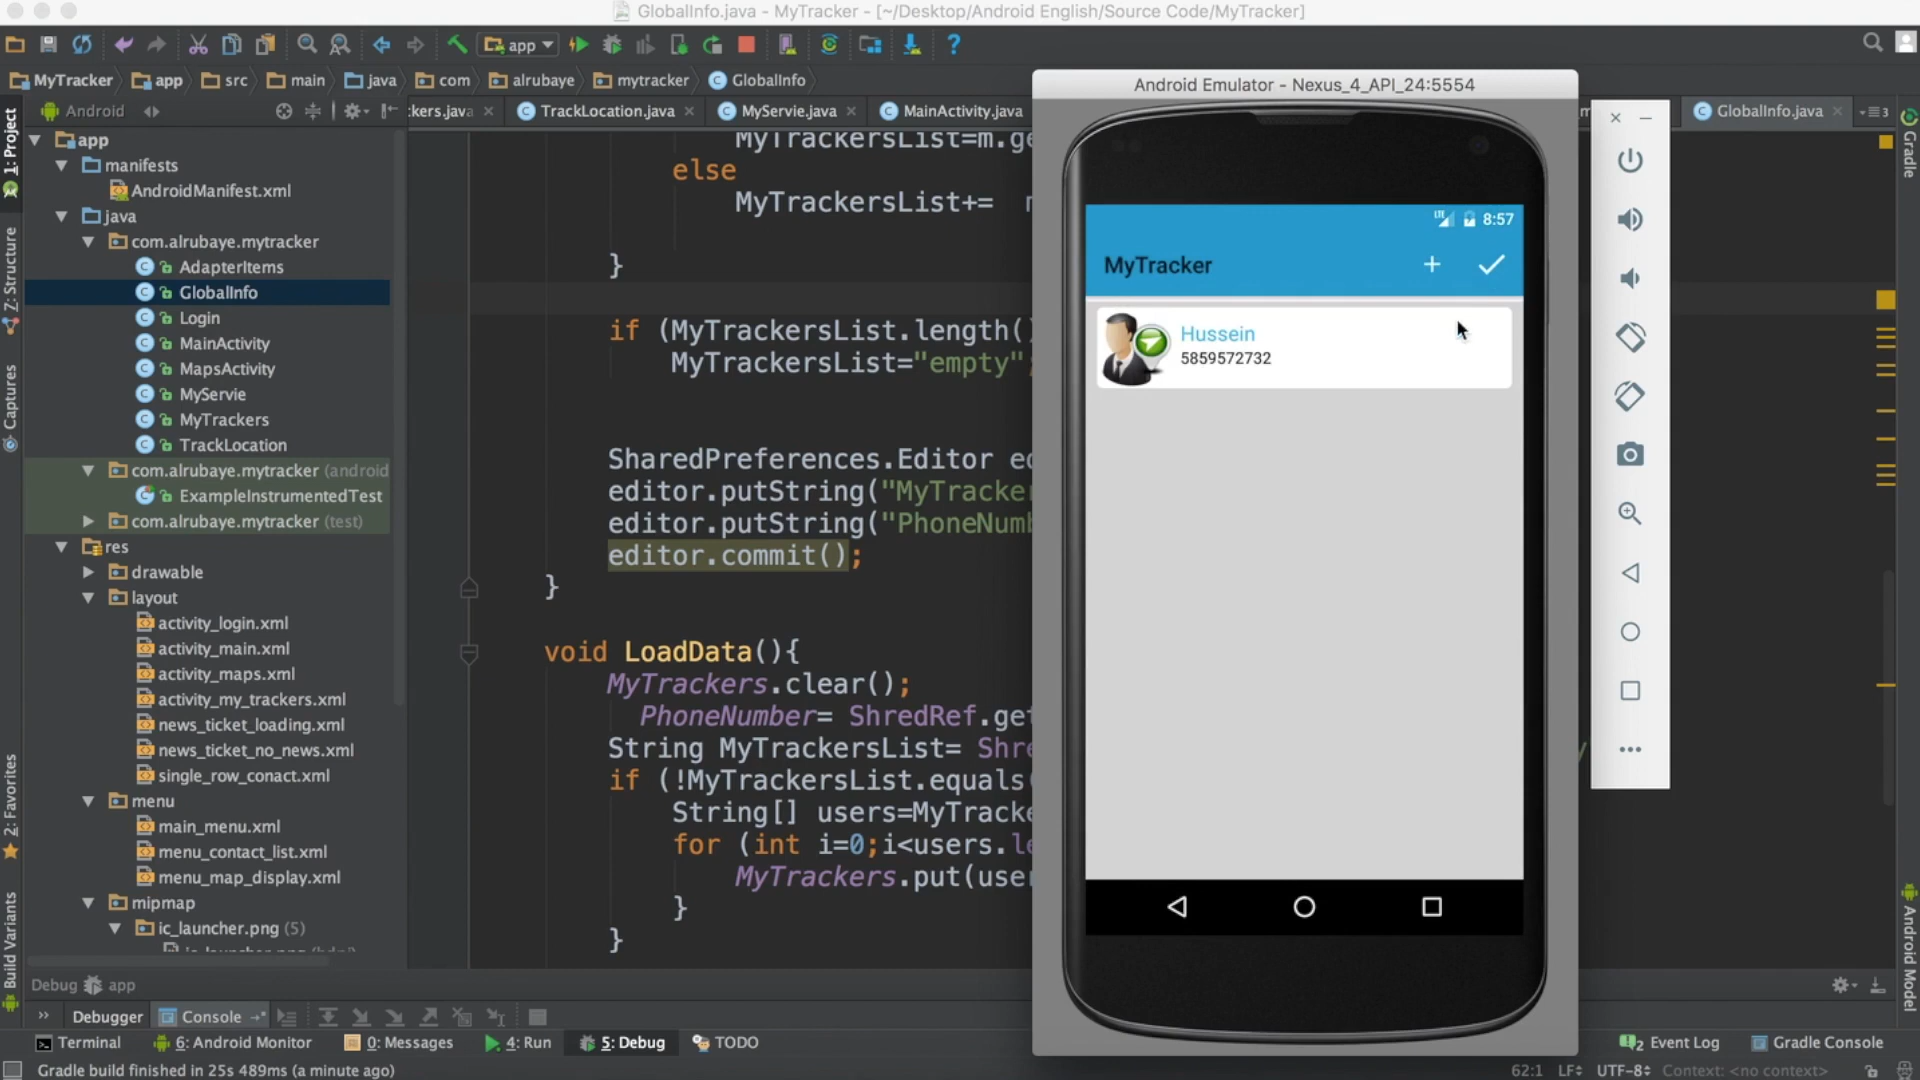 GlobalInfo.java - MyTracker - [~/Desktop/Android English/Source Code/MyTracker]
app
MyTracker app src main java com alrubaye mytracker GlobalInfo
Android
kers.java TrackLocation.java MyServie.java MainActivity.java GlobalInfo.java
1: Project
Z: Structure
Captures
2: Favorites
Build Variants
app
manifests
AndroidManifest.xml
java
com.alrubaye.mytracker
AdapterItems
GlobalInfo
Login
MainActivity
MapsActivity
MyServie
MyTrackers
TrackLocation
com.alrubaye.mytracker (android
ExampleInstrumentedTest
com.alrubaye.mytracker (test)
res
drawable
layout
activity_login.xml
activity_main.xml
activity_maps.xml
activity_my_trackers.xml
news_ticket_loading.xml
news_ticket_no_news.xml
single_row_conact.xml
menu
main_menu.xml
menu_contact_list.xml
menu_map_display.xml
mipmap
ic_launcher.png (5)
MyTrackersList=m.ge
else
MyTrackersList+=
}
if (MyTrackersList.length()
MyTrackersList="empty";
SharedPreferences.Editor ed
editor.putString("MyTracker
editor.putString("PhoneNumb
editor.commit();
}
void LoadData(){
MyTrackers.clear();
PhoneNumber= ShredRef.get
String MyTrackersList= Shre
if (!MyTrackersList.equals(
String[] users=MyTracke
for (int i=0;i<users.le
MyTrackers.put(user
}
}
Android Emulator - Nexus_4_API_24:5554
LTE 8:57
MyTracker
Hussein
5859572732
Gradle
Android Model
Debug app
Debugger Console
Terminal 6: Android Monitor 0: Messages 4: Run 5: Debug TODO
2 Event Log Gradle Console
Gradle build finished in 25s 489ms (a minute ago)
62:1 LF UTF-8 Context: <no context>